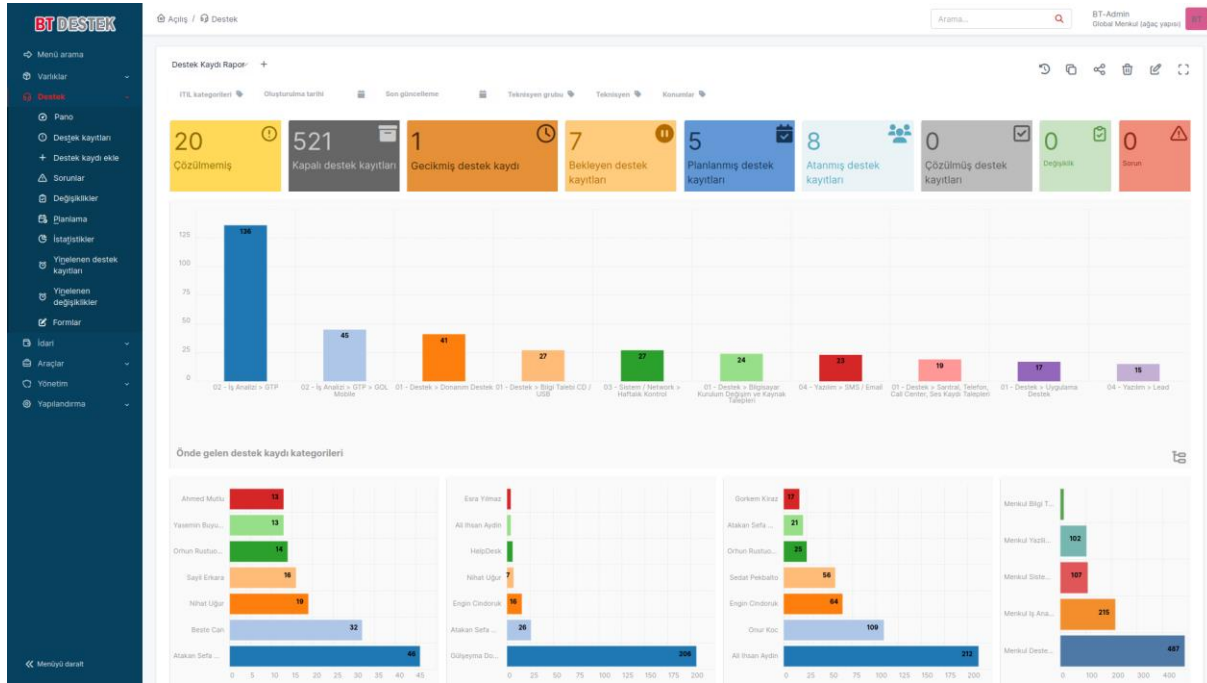 BT DESTEK
Açılış / Destek
Arama...
BT-Admin
Global Menkul (ağaç yapısı)
BT
Menü arama
Varlıklar
Destek
Pano
Destek kayıtları
+ Destek kaydı ekle
Sorunlar
Değişiklikler
Planlama
İstatistikler
Yinelenen destek
kayıtları
Yinelenen
değişiklikler
Formlar
İdari
Araçlar
Yönetim
Yapılandırma
Menüyü daralt
Destek Kaydı Rapor +
ITIL kategorileri
Oluşturulma tarihi
Son güncelleme
Teknisyen grubu
Teknisyen
Konumlar
20
Çözülmemiş
521
Kapalı destek kayıtları
1
Gecikmiş destek kaydı
7
Bekleyen destek
kayıtları
5
Planlanmış destek
kayıtları
8
Atanmış destek
kayıtları
0
Çözülmüş destek
kayıtları
0
Değişiklik
0
Sorun
125
100
75
50
25
0
136
45
41
27
27
24
23
19
17
15
02 - İş Analizi > GTP
02 - İş Analizi > GTP > GOL
Mobile
01 - Destek > Donanım Destek
01 - Destek > Bilgi Talebi CD /
USB
03 - Sistem / Network >
Haftalık Kontrol
01 - Destek > Bilgisayar
Kurulum Değişim ve Kaynak
Talepleri
04 - Yazılım > SMS / Email
01 - Destek > Santral, Telefon,
Call Center, Ses Kaydı Talepleri
01 - Destek > Uygulama
Destek
04 - Yazılım > Lead
Önde gelen destek kaydı kategorileri
Ahmed Mutlu 13
Yasemin Buyu... 13
Orhun Rustuo... 14
Sayli Erkara 16
Nihat Uğur 19
Beste Can 32
Atakan Sefa ... 46
0 5 10 15 20 25 30 35 40 45
Esra Yilmaz
Ali Ihsan Aydin
HelpDesk
Nihat Uğur 7
Engin Cindoruk 16
Atakan Sefa ... 26
Gülşeyma Do... 206
0 25 50 75 100 125 150 175 200
Gorkem Kiraz 17
Atakan Sefa ... 21
Orhun Rustuo... 25
Sedat Pekbalto 56
Engin Cindoruk 64
Onur Koc 109
Ali Ihsan Aydin 212
0 25 50 75 100 125 150 175 200
Menkul Bilgi T...
Menkul Yazili... 102
Menkul Siste... 107
Menkul İş Ana... 215
Menkul Deste... 487
0 100 200 300 400